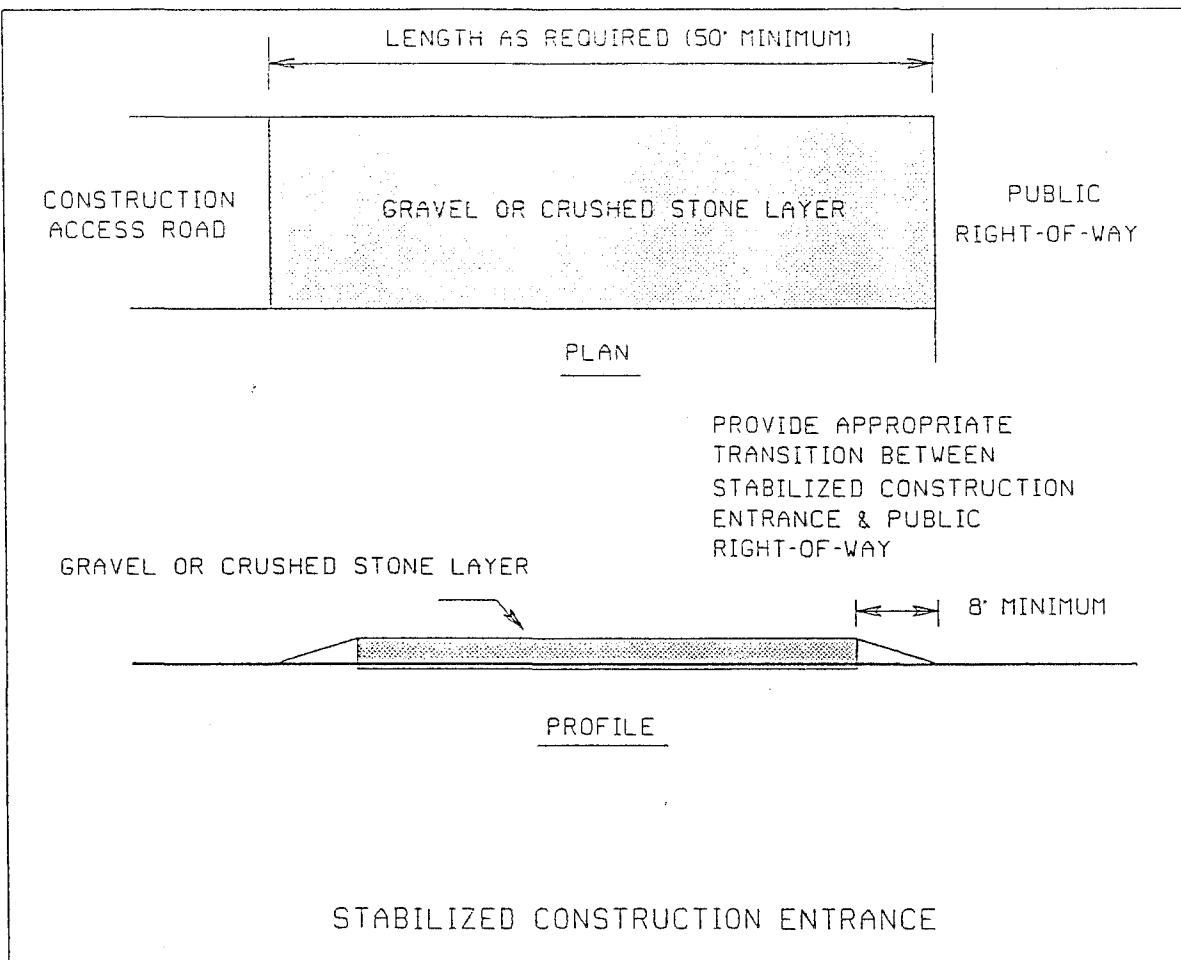 LENGTH AS REQUIRED (50' MINIMUM)
CONSTRUCTION
ACCESS ROAD
GRAVEL OR CRUSHED STONE LAYER
PUBLIC
RIGHT-OF-WAY
PLAN
PROVIDE APPROPRIATE
TRANSITION BETWEEN
STABILIZED CONSTRUCTION
ENTRANCE & PUBLIC
RIGHT-OF-WAY
GRAVEL OR CRUSHED STONE LAYER
8' MINIMUM
PROFILE
STABILIZED CONSTRUCTION ENTRANCE